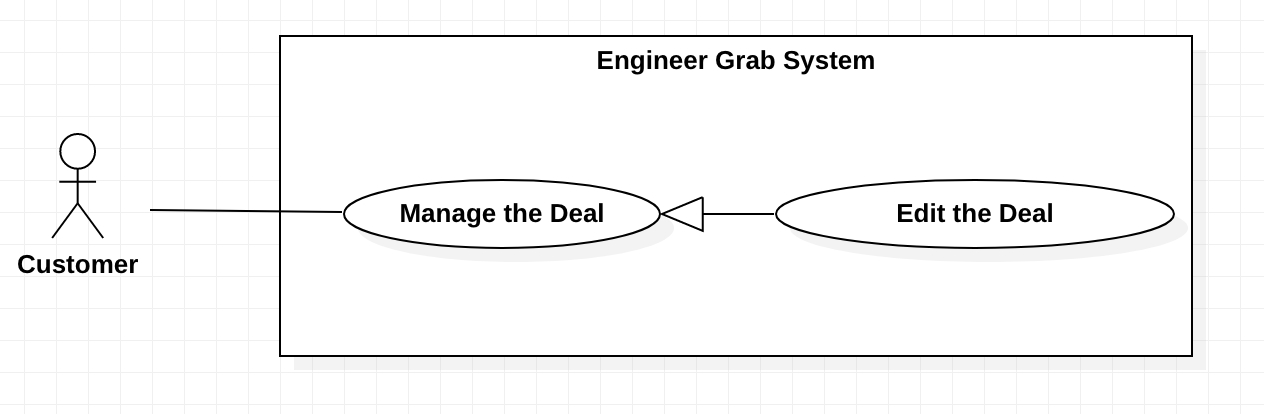 Engineer Grab System
Manage the Deal
Edit the Deal
Customer